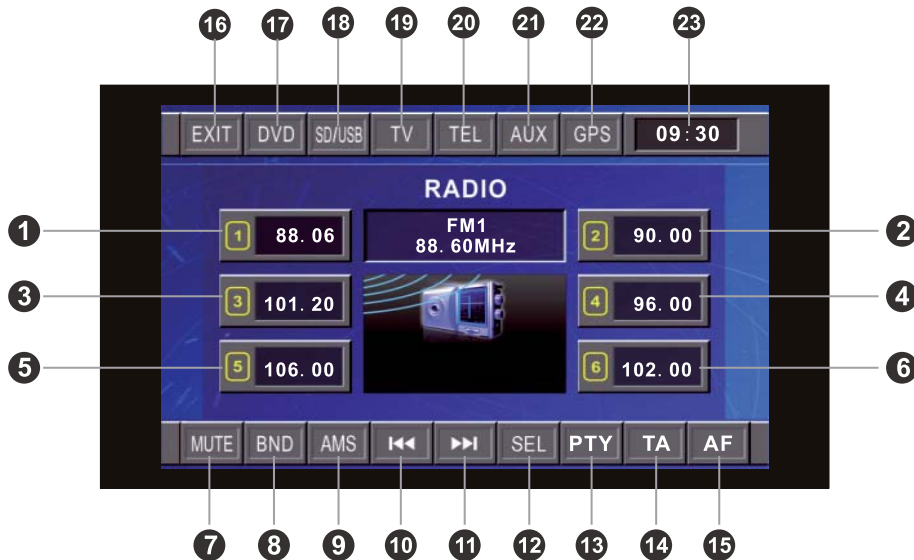 16 17 18 19 20 21 22 23
EXIT DVD SD/USB TV TEL AUX GPS 09:30
RADIO
1 1 88. 06 FM1 2 90. 00 2
88. 60MHz
3 3 101. 20 4 96. 00 4
5 5 106. 00 6 102. 00 6
MUTE BND AMS SEL PTY TA AF
7 8 9 10 11 12 13 14 15